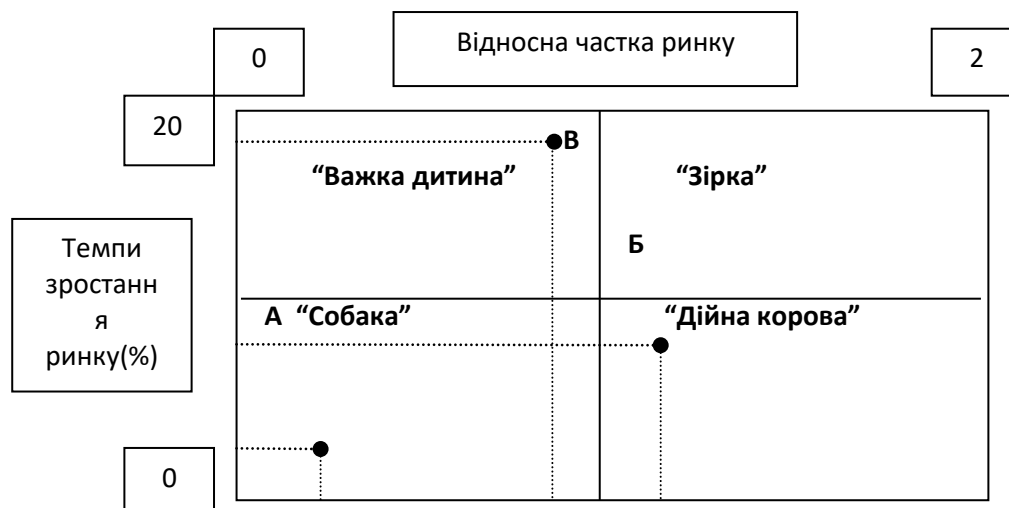 Відносна частка ринку
0
2
20
В
“Важка дитина”
“Зірка”
Б
Темпи
зростанн
я
ринку(%)
А “Собака”
“Дійна корова”
0